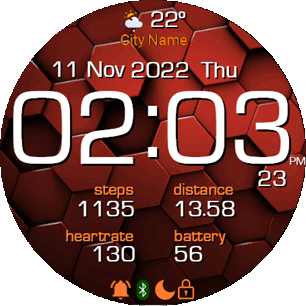 22°
City Name
11 Nov 2022 Thu
02:03
PM
23
steps distance
1135 13.58
heartrate battery
130 56